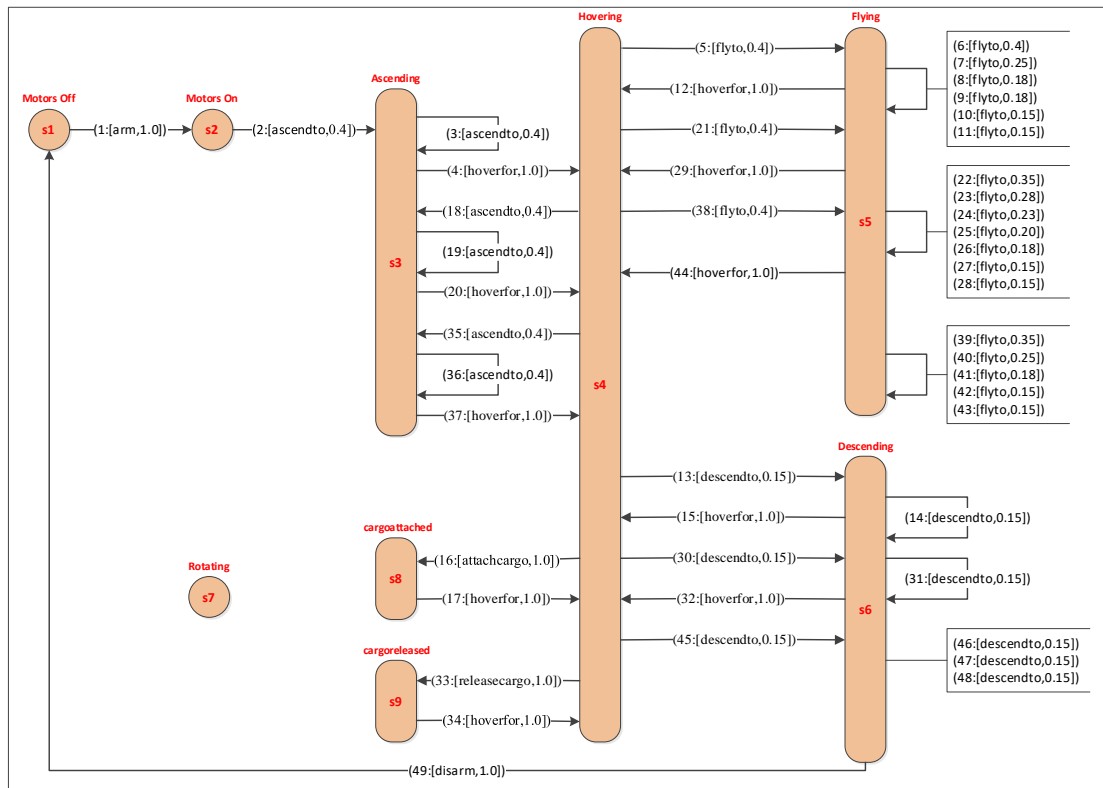 Hovering
Flying
Ascending
Motors Off
Motors On
s1
(1:[arm,1.0])
s2
(2:[ascendto,0.4])
(3:[ascendto,0.4])
(4:[hoverfor,1.0])
(18:[ascendto,0.4])
(19:[ascendto,0.4])
s3
(20:[hoverfor,1.0])
(35:[ascendto,0.4])
(36:[ascendto,0.4])
(37:[hoverfor,1.0])
s4
(5:[flyto,0.4])
(12:[hoverfor,1.0])
(21:[flyto,0.4])
(29:[hoverfor,1.0])
(38:[flyto,0.4])
(44:[hoverfor,1.0])
s5
(6:[flyto,0.4])
(7:[flyto,0.25])
(8:[flyto,0.18])
(9:[flyto,0.18])
(10:[flyto,0.15])
(11:[flyto,0.15])
(22:[flyto,0.35])
(23:[flyto,0.28])
(24:[flyto,0.23])
(25:[flyto,0.20])
(26:[flyto,0.18])
(27:[flyto,0.15])
(28:[flyto,0.15])
(39:[flyto,0.35])
(40:[flyto,0.25])
(41:[flyto,0.18])
(42:[flyto,0.15])
(43:[flyto,0.15])
Descending
(13:[descendto,0.15])
(14:[descendto,0.15])
(15:[hoverfor,1.0])
(30:[descendto,0.15])
(31:[descendto,0.15])
(32:[hoverfor,1.0])
s6
(45:[descendto,0.15])
(46:[descendto,0.15])
(47:[descendto,0.15])
(48:[descendto,0.15])
cargoattached
(16:[attachcargo,1.0])
s8
(17:[hoverfor,1.0])
Rotating
s7
cargoreleased
(33:[releasecargo,1.0])
s9
(34:[hoverfor,1.0])
(49:[disarm,1.0])